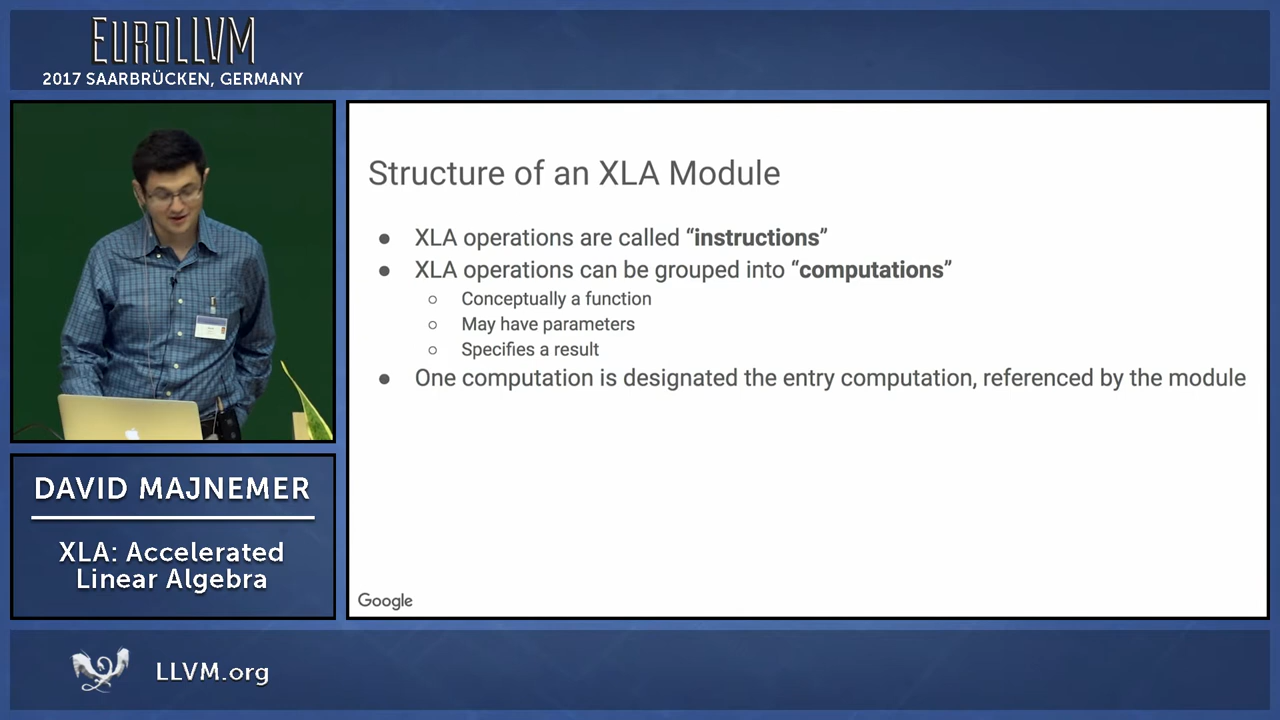 EUROLLVM
2017 SAARBRÜCKEN, GERMANY
Structure of an XLA Module
● XLA operations are called “instructions”
● XLA operations can be grouped into “computations”
○ Conceptually a function
○ May have parameters
○ Specifies a result
● One computation is designated the entry computation, referenced by the module
Google
DAVID MAJNEMER
XLA: Accelerated
Linear Algebra
LLVM.org